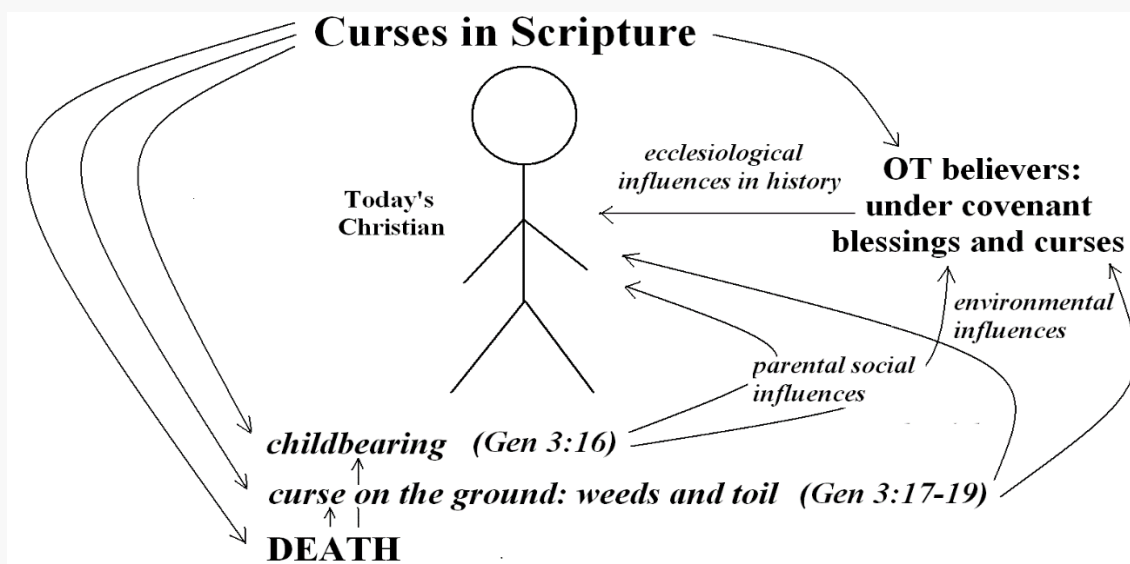 Curses in Scripture
ecclesiological
influences in history
OT believers:
under covenant
blessings and curses
Today's
Christian
environmental
influences
parental social
influences
childbearing (Gen 3:16)
curse on the ground: weeds and toil (Gen 3:17-19)
DEATH